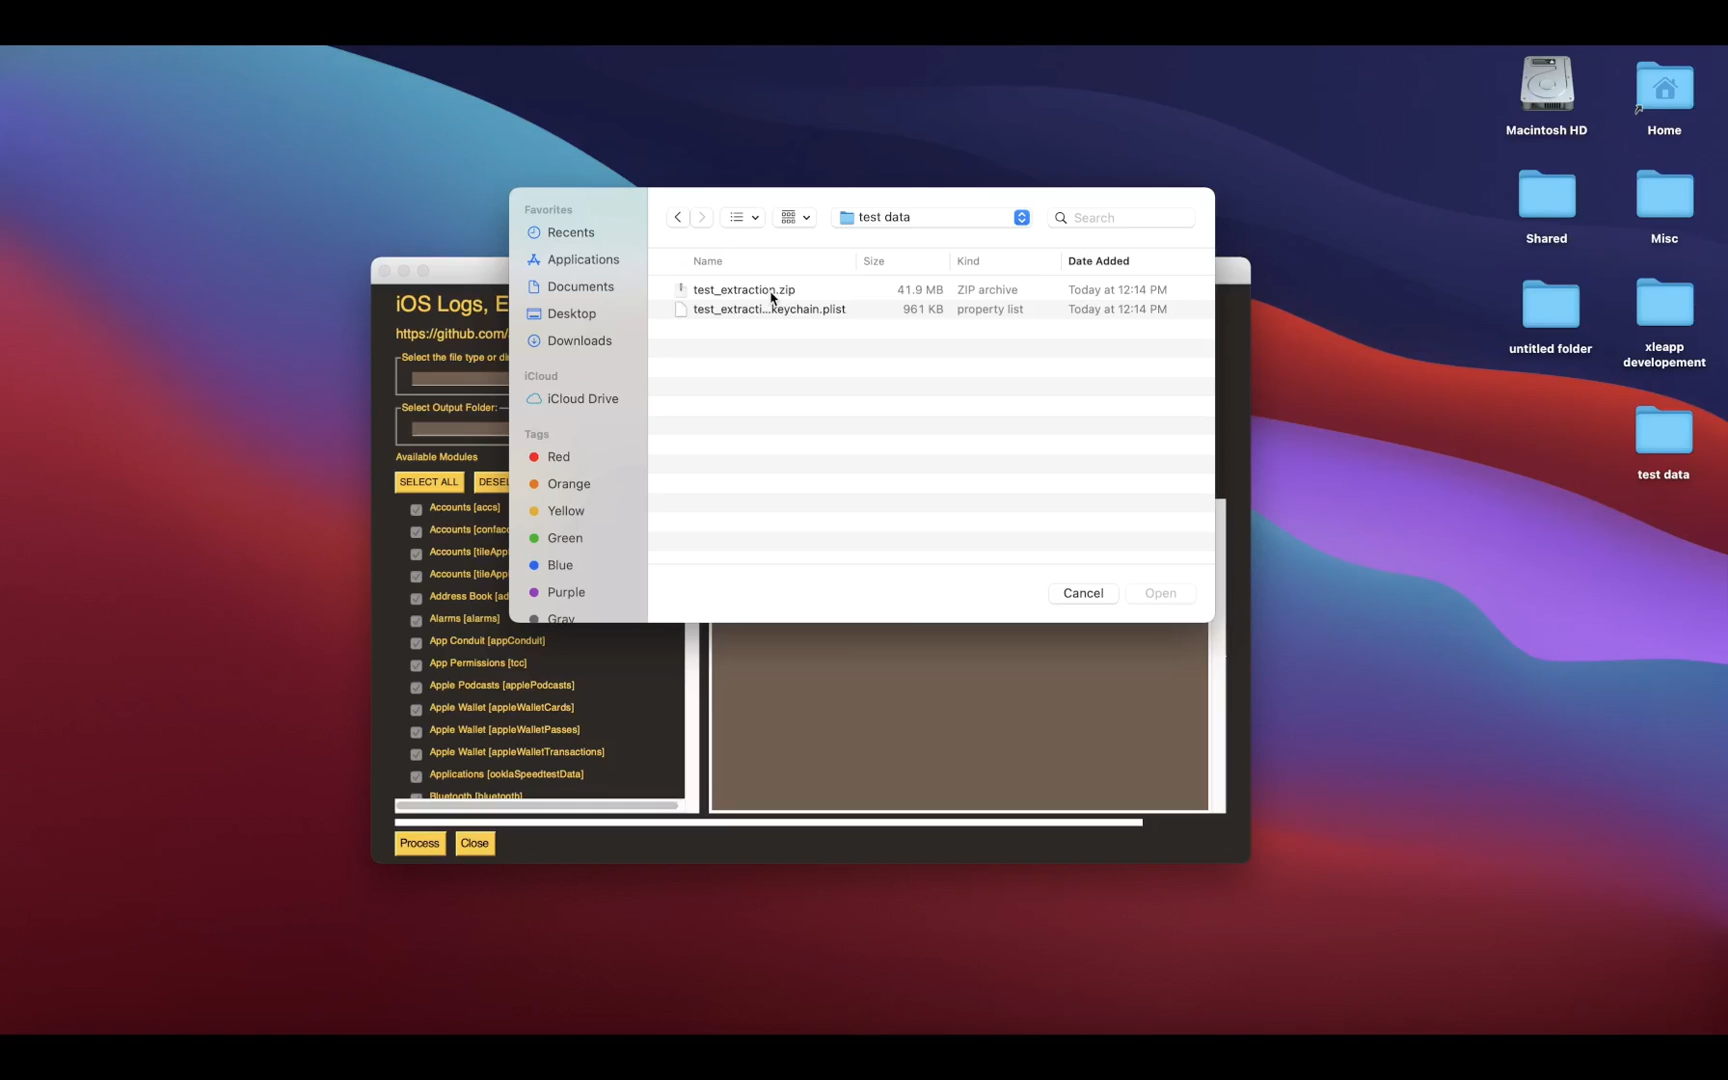 Macintosh HD
Home
Shared
Misc
untitled folder
xleapp
developement
test data
Favorites
Recents
Applications
Documents
Desktop
Downloads
iCloud
iCloud Drive
Tags
Red
Orange
Yellow
Green
Blue
Purple
Gray
test data
Search
Name Size Kind Date Added
test_extraction.zip 41.9 MB ZIP archive Today at 12:14 PM
test_extracti...keychain.plist 961 KB property list Today at 12:14 PM
Cancel Open
iOS Logs, E
https://github.com/
Select the file type or di
Select Output Folder:
Available Modules
SELECT ALL DESEL
Accounts [accs]
Accounts [confacc
Accounts [tileApp
Accounts [tileApp
Address Book [ad
Alarms [alarms]
App Conduit [appConduit]
App Permissions [tcc]
Apple Podcasts [applePodcasts]
Apple Wallet [appleWalletCards]
Apple Wallet [appleWalletPasses]
Apple Wallet [appleWalletTransactions]
Applications [ooklaSpeedtestData]
Bluetooth [bluetooth]
Process Close